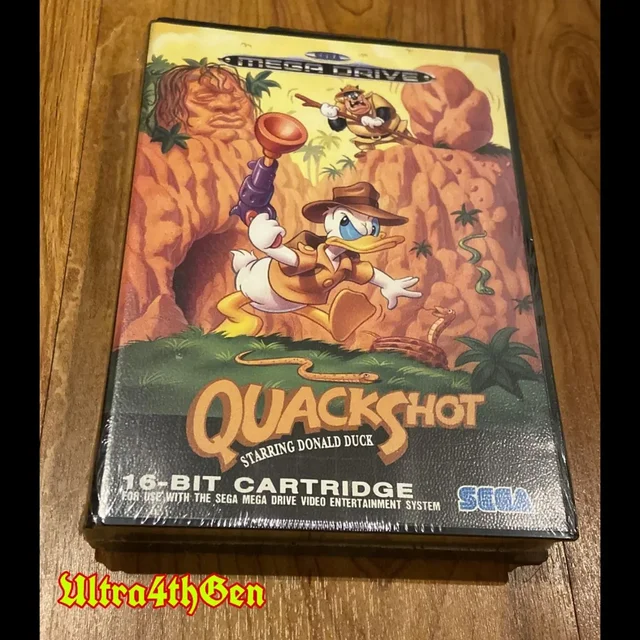 SEGA
MEGA DRIVE
QUACKSHOT
STARRING DONALD DUCK
16-BIT CARTRIDGE
FOR USE WITH THE SEGA MEGA DRIVE VIDEO ENTERTAINMENT SYSTEM
SEGA
Ultra4thGen